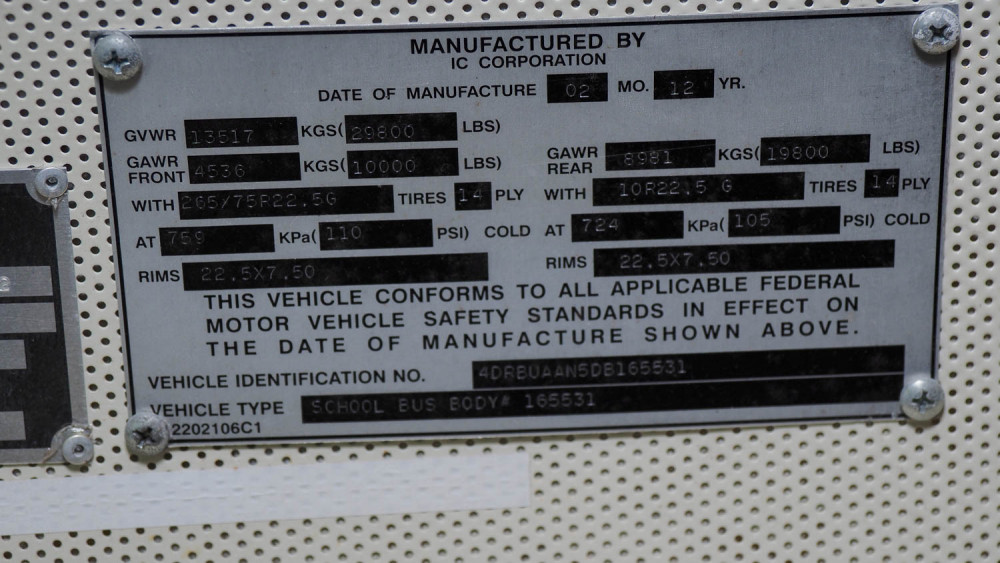 MANUFACTURED BY
IC CORPORATION
DATE OF MANUFACTURE 02 MO. 12 YR.
GVWR 13517 KGS( 29800 LBS)
GAWR FRONT 4536 KGS( 10000 LBS) GAWR REAR 8981 KGS( 19800 LBS)
WITH 265/75R22.5G TIRES 14 PLY WITH 10R22.5 G TIRES 14 PLY
AT 759 KPa( 110 PSI) COLD AT 724 KPa( 105 PSI) COLD
RIMS 22.5X7.50 RIMS 22.5X7.50
THIS VEHICLE CONFORMS TO ALL APPLICABLE FEDERAL
MOTOR VEHICLE SAFETY STANDARDS IN EFFECT ON
THE DATE OF MANUFACTURE SHOWN ABOVE.
VEHICLE IDENTIFICATION NO. 4DRBUAAN5DB165531
VEHICLE TYPE SCHOOL BUS BODY# 165531
2202106C1